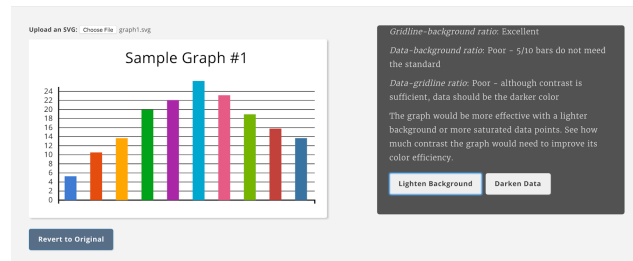 Upload an SVG: Choose File graph1.svg
Sample Graph #1
24
22
20
18
16
14
12
10
8
6
4
2
0
Revert to Original
Gridline-background ratio: Excellent
Data-background ratio: Poor – 5/10 bars do not meed
the standard
Data-gridline ratio: Poor – although contrast is
sufficient, data should be the darker color
The graph would be more effective with a lighter
background or more saturated data points. See how
much contrast the graph would need to improve its
color efficiency.
Lighten Background Darken Data